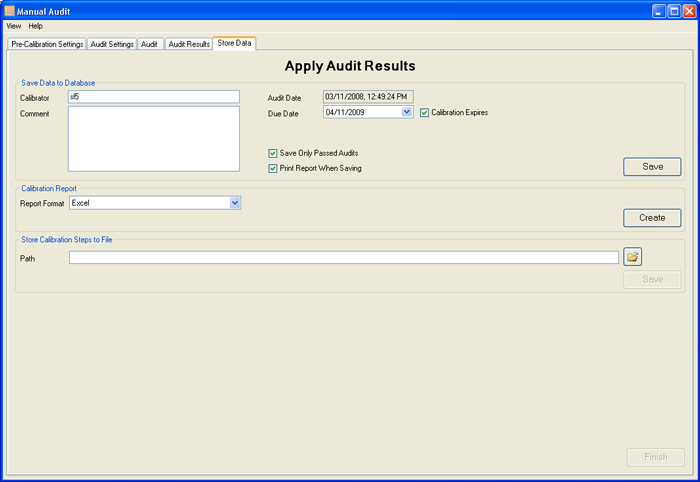 Manual Audit
View Help
Pre-Calibration Settings Audit Settings Audit Audit Results Store Data
Apply Audit Results
Save Data to Database
Calibrator sf5 Audit Date 03/11/2008, 12:49:24 PM
Comment Due Date 04/11/2009 Calibration Expires
Save Only Passed Audits
Print Report When Saving
Save
Calibration Report
Report Format Excel
Create
Store Calibration Steps to File
Path
Save
Finish